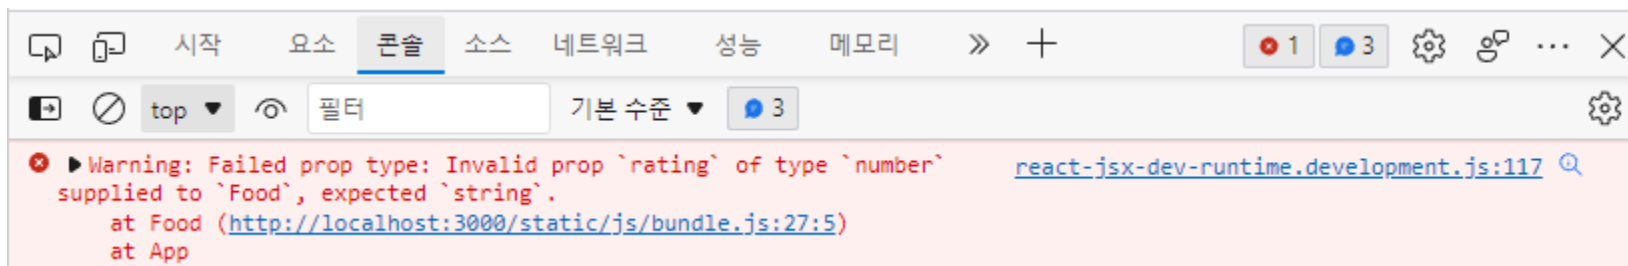 시작 요소 콘솔 소스 네트워크 성능 메모리 » + 1 3 ... ×
top ▼ 필터 기본 수준 ▼ 3
▶Warning: Failed prop type: Invalid prop `rating` of type `number` react-jsx-dev-runtime.development.js:117
supplied to `Food`, expected `string`.
at Food (http://localhost:3000/static/js/bundle.js:27:5)
at App